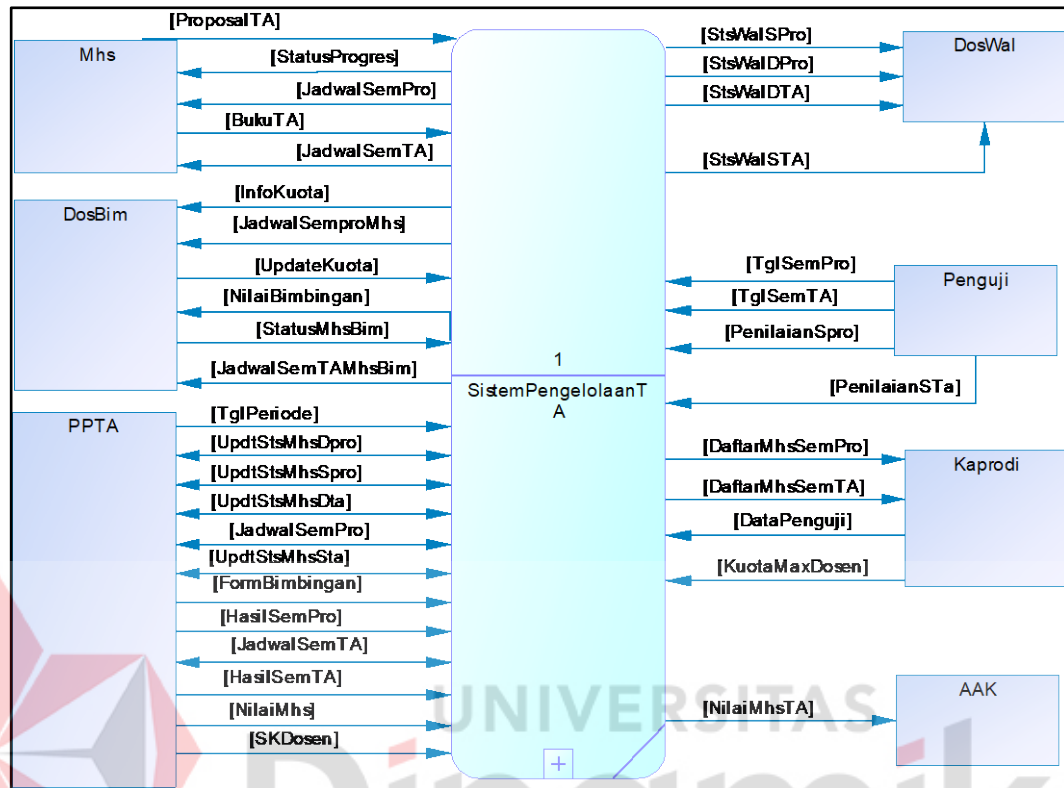 [ProposalTA]
Mhs
[StatusProgres]
[JadwalSemPro]
[BukuTA]
[JadwalSemTA]
DosBim
[InfoKuota]
[JadwalSemproMhs]
[UpdateKuota]
[NilaiBimbingan]
[StatusMhsBim]
[JadwalSemTAMhsBim]
PPTA
[TglPeriode]
[UpdtStsMhsDpro]
[UpdtStsMhsSpro]
[UpdtStsMhsDta]
[JadwalSemPro]
[UpdtStsMhsSta]
[FormBimbingan]
[HasilSemPro]
[JadwalSemTA]
[HasilSemTA]
[NilaiMhs]
[SKDosen]
1
SistemPengelolaanT
A
[StsWalSPro]
DosWal
[StsWalDPro]
[StsWalDTA]
[StsWalSTA]
[TglSemPro]
Penguji
[TglSemTA]
[PenilaianSpro]
[PenilaianSTa]
[DaftarMhsSemPro]
Kaprodi
[DaftarMhsSemTA]
[DataPenguji]
[KuotaMaxDosen]
[NilaiMhsTA]
AAK
UNIVERSITAS
Dinamik